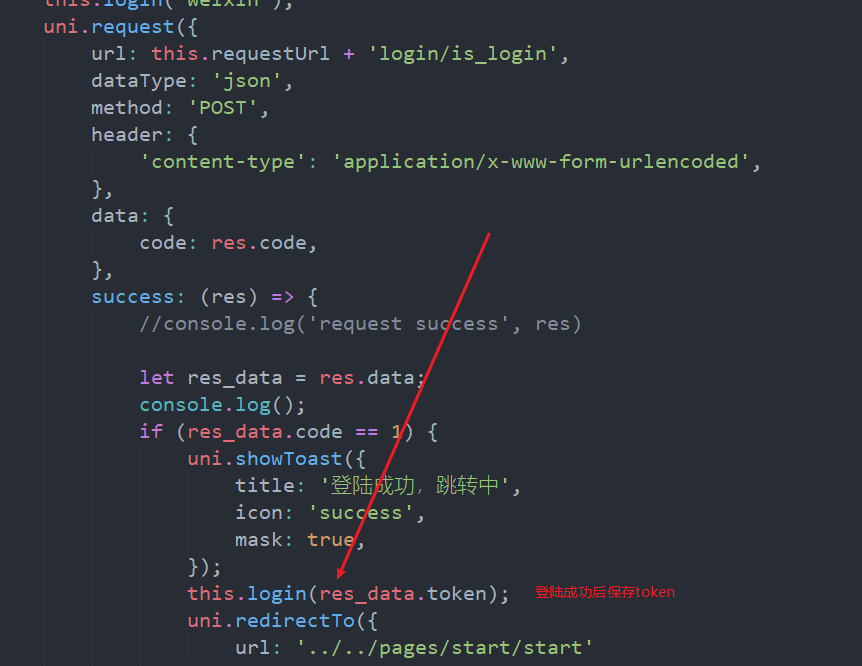 this.login('weixin');
uni.request({
url: this.requestUrl + 'login/is_login',
dataType: 'json',
method: 'POST',
header: {
'content-type': 'application/x-www-form-urlencoded',
},
data: {
code: res.code,
},
success: (res) => {
//console.log('request success', res)
let res_data = res.data;
console.log();
if (res_data.code == 1) {
uni.showToast({
title: '登陆成功，跳转中',
icon: 'success',
mask: true,
});
this.login(res_data.token); 登陆成功后保存token
uni.redirectTo({
url: '../../pages/start/start'